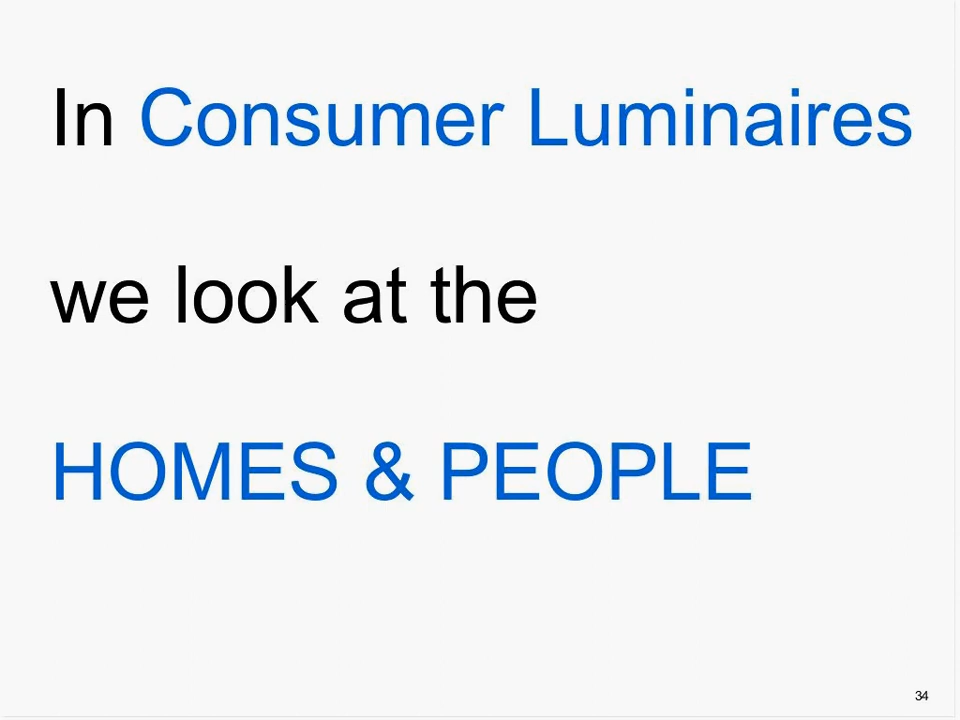 In Consumer Luminaires
we look at the
HOMES & PEOPLE
34